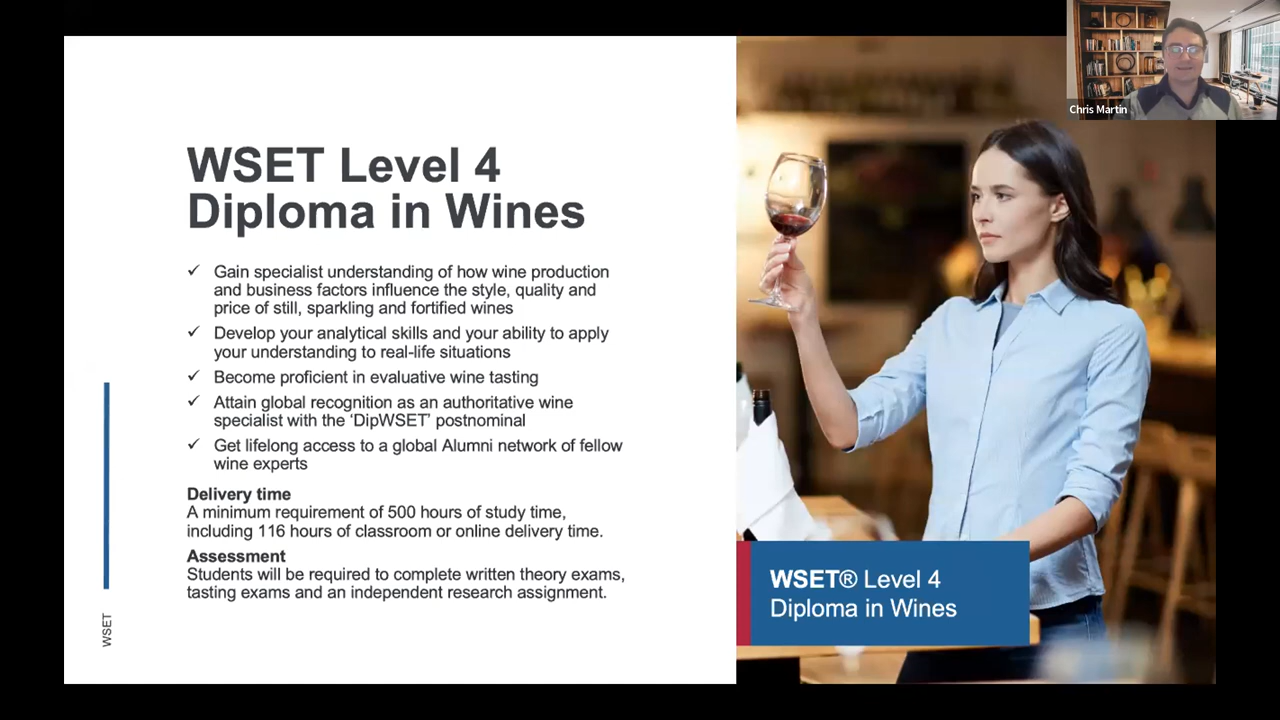 Chris Martin
WSET Level 4
Diploma in Wines
✓ Gain specialist understanding of how wine production
and business factors influence the style, quality and
price of still, sparkling and fortified wines
✓ Develop your analytical skills and your ability to apply
your understanding to real-life situations
✓ Become proficient in evaluative wine tasting
✓ Attain global recognition as an authoritative wine
specialist with the ‘DipWSET’ postnominal
✓ Get lifelong access to a global Alumni network of fellow
wine experts
Delivery time
A minimum requirement of 500 hours of study time,
including 116 hours of classroom or online delivery time.
Assessment
Students will be required to complete written theory exams,
tasting exams and an independent research assignment.
WSET
WSET® Level 4
Diploma in Wines